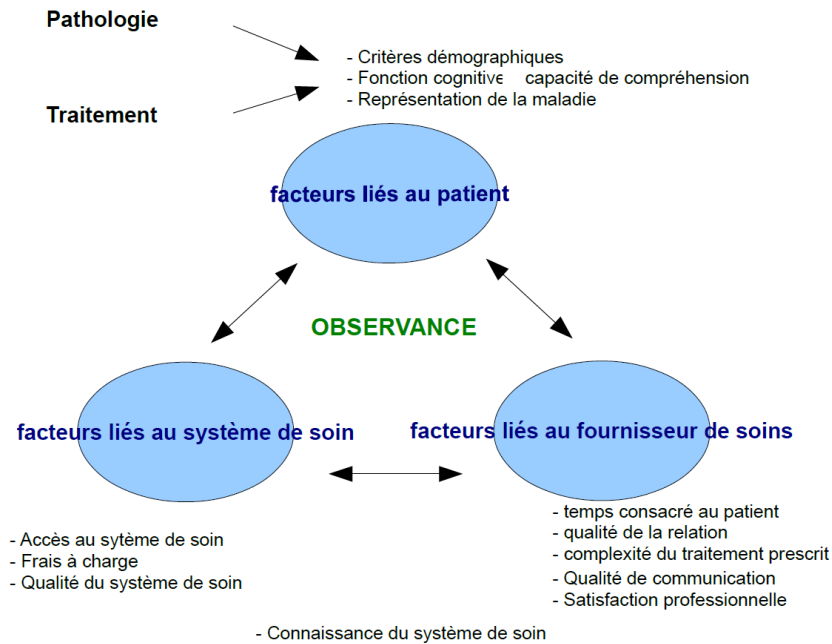 Pathologie
- Critères démographiques
- Fonction cognitive capacité de compréhension
- Représentation de la maladie
Traitement
facteurs liés au patient
OBSERVANCE
facteurs liés au système de soin
facteurs liés au fournisseur de soins
- Accès au sytème de soin
- Frais à charge
- Qualité du système de soin
- temps consacré au patient
- qualité de la relation
- complexité du traitement prescrit
- Qualité de communication
- Satisfaction professionnelle
- Connaissance du système de soin